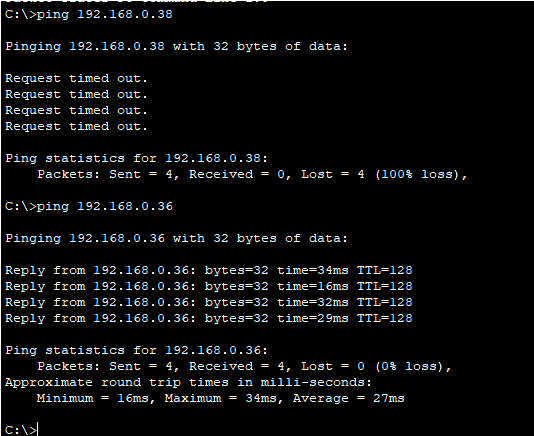 C:\>ping 192.168.0.38
Pinging 192.168.0.38 with 32 bytes of data:
Request timed out.
Request timed out.
Request timed out.
Request timed out.
Ping statistics for 192.168.0.38:
    Packets: Sent = 4, Received = 0, Lost = 4 (100% loss),
C:\>ping 192.168.0.36
Pinging 192.168.0.36 with 32 bytes of data:
Reply from 192.168.0.36: bytes=32 time=34ms TTL=128
Reply from 192.168.0.36: bytes=32 time=16ms TTL=128
Reply from 192.168.0.36: bytes=32 time=32ms TTL=128
Reply from 192.168.0.36: bytes=32 time=29ms TTL=128
Ping statistics for 192.168.0.36:
    Packets: Sent = 4, Received = 4, Lost = 0 (0% loss),
Approximate round trip times in milli-seconds:
    Minimum = 16ms, Maximum = 34ms, Average = 27ms
C:\>